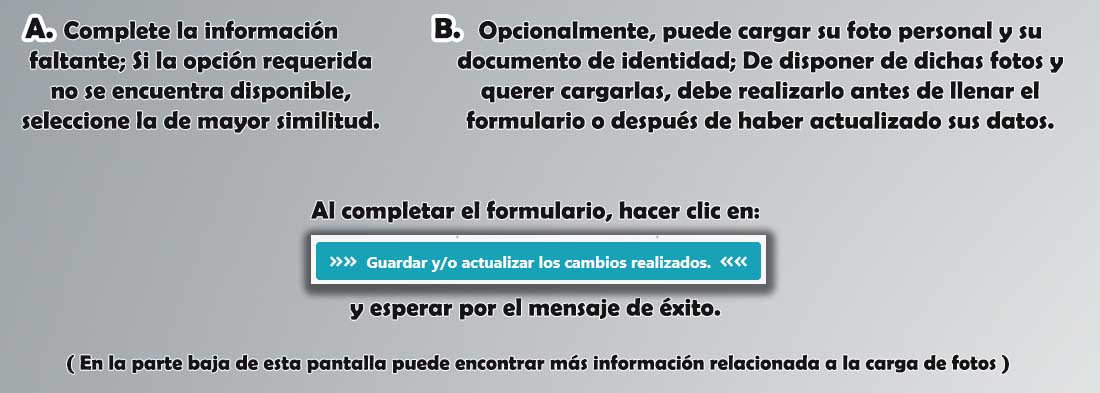 A. Complete la información
faltante; Si la opción requerida
no se encuentra disponible,
seleccione la de mayor similitud.
B. Opcionalmente, puede cargar su foto personal y su
documento de identidad; De disponer de dichas fotos y
querer cargarlas, debe realizarlo antes de llenar el
formulario o después de haber actualizado sus datos.
Al completar el formulario, hacer clic en:
»»» Guardar y/o actualizar los cambios realizados. «««
y esperar por el mensaje de éxito.
( En la parte baja de esta pantalla puede encontrar más información relacionada a la carga de fotos )